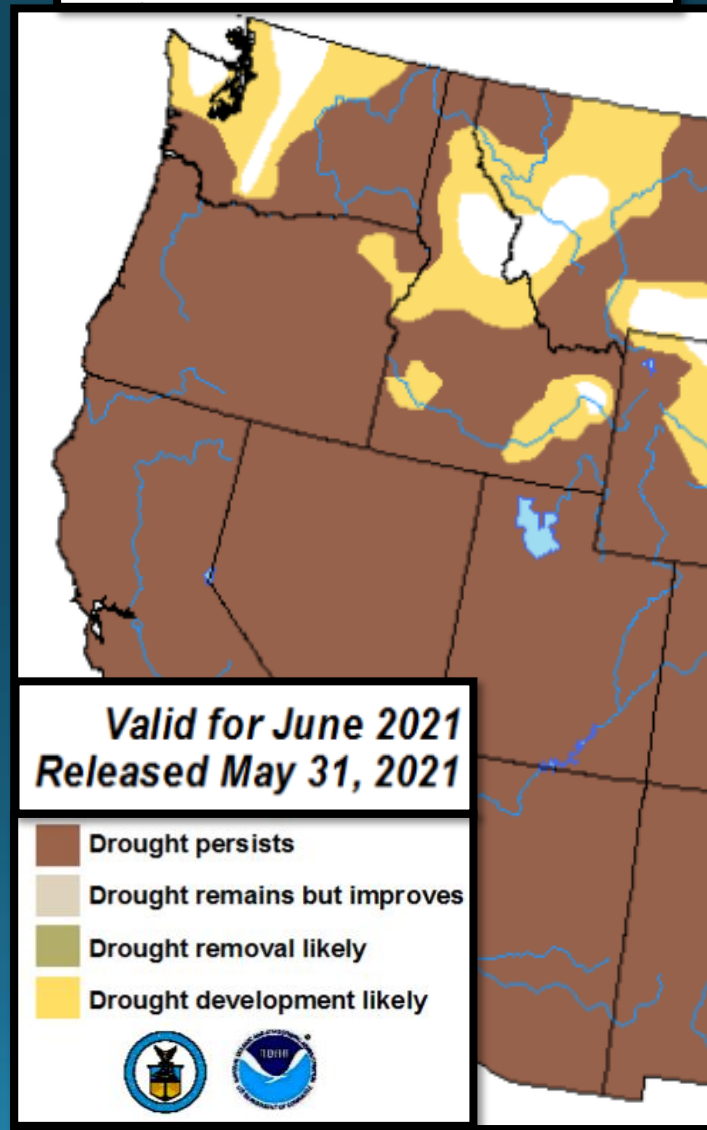 Valid for June 2021
Released May 31, 2021
Drought persists
Drought remains but improves
Drought removal likely
Drought development likely